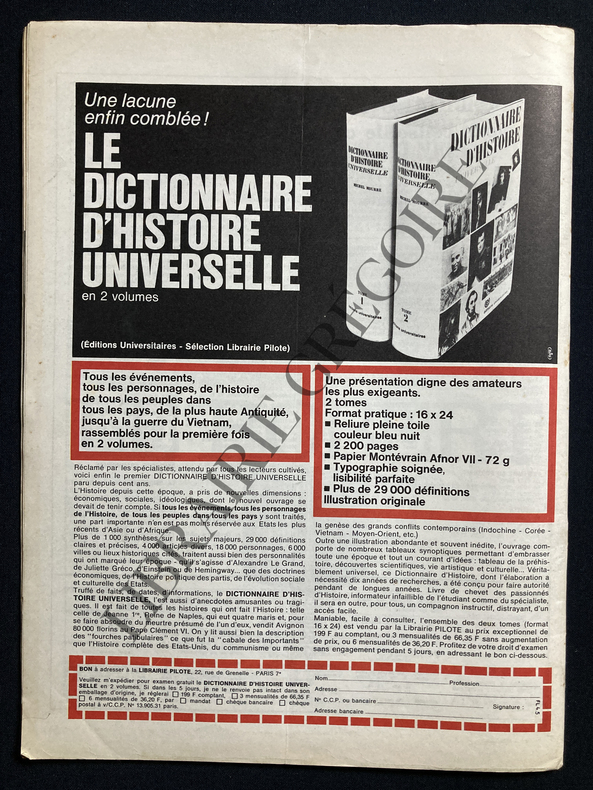 Une lacune
enfin comblée !
LE
DICTIONNAIRE
D'HISTOIRE
UNIVERSELLE
en 2 volumes
(Éditions Universitaires - Sélection Librairie Pilote)
DICTIONNAIRE
D'HISTOIRE
UNIVERSELLE
MICHEL MOURRE
TOME
1
DICTIONNAIRE
D'HISTOIRE
UNIVERSELLE
MICHEL MOURRE
TOME
2
DICTIONNAIRE
D'HISTOIRE
LIBRAIRIE GRÉGOIRE
Tous les événements,
tous les personnages, de l'histoire
de tous les peuples dans
tous les pays, de la plus haute Antiquité,
jusqu'à la guerre du Vietnam,
rassemblés pour la première fois
en 2 volumes.
Une présentation digne des amateurs
les plus exigeants.
2 tomes
Format pratique : 16 x 24
■ Reliure pleine toile
couleur bleu nuit
■ 2 200 pages
■ Papier Montévrain Afnor VII - 72 g
■ Typographie soignée,
lisibilité parfaite
■ Plus de 29 000 définitions
Illustration originale
Réclamé par les spécialistes, attendu par tous les lecteurs cultivés,
voici enfin le premier DICTIONNAIRE D'HISTOIRE UNIVERSELLE
paru depuis cent ans.
L'Histoire depuis cette époque, a pris de nouvelles dimensions :
économiques, sociales, idéologiques, dont le nouvel ouvrage se
devait de tenir compte. Si tous les événements, tous les personnages
de l'Histoire, de tous les peuples dans tous les pays y sont traités,
une part importante n'en est pas moins réservée aux Etats les plus
récents d'Asie ou d'Afrique.
Plus de 1 000 synthèses sur les sujets majeurs, 29 000 définitions
claires et précises, 4 000 articles divers, 18 000 personnages, 6 000
villes ou lieux historiques vous traitent aussi bien des personnalités
qui ont marqué leur époque, qu'il s'agisse d'Alexandre Le Grand,
de Juliette Gréco, d'Einstein ou de Hemingway... que des doctrines
économiques, de l'histoire politique des partis, de l'évolution sociale
et culturelle des Etats.
Truffé de faits, de dates, d'informations, le DICTIONNAIRE D'HIS-
TOIRE UNIVERSELLE, l'est aussi d'anecdotes amusantes ou tragi-
ques. Il est fait de toutes les histoires qui ont fait l'Histoire : telle
celle de Jeanne 1re, Reine de Naples, qui eut quatre maris et, pour
se faire absoudre du meurtre présumé de l'un d'eux, vendit Avignon
80 000 florins au Pape Clément VI. On y lit aussi bien la description
des "fourches patibulaires" ce que fut la "cabale des Importants"
que l'Histoire complète des Etats-Unis, du communisme ou même
la genèse des grands conflits contemporains (Indochine - Corée -
Vietnam - Moyen-Orient, etc.)
Outre une illustration abondante et souvent inédite, l'ouvrage com-
porte de nombreux tableaux synoptiques permettant d'embrasser
toute une époque et tout un courant d'idées : tableau de la préhis-
toire, découvertes scientifiques, vie artistique et culturelle... Vérita-
blement universel, ce Dictionnaire d'Histoire, dont l'élaboration a
nécessité dix années de recherches, a été conçu pour faire autorité
pendant de longues années. Livre de chevet des passionnés
d'Histoire, informateur infaillible de l'étudiant comme du spécialiste,
il sera en outre, pour tous, un compagnon instructif, distrayant, d'un
accès facile.
Maniable, facile à consulter, l'ensemble des deux tomes (format
16 x 24) est vendu par la Librairie PILOTE au prix exceptionnel de
199 F au comptant, ou 3 mensualités de 66,35 F sans augmentation
de prix, ou 6 mensualités de 36,20 F. Profitez de votre droit d'examen
sans engagement pendant 5 jours, en adressant le bon ci-dessous.
BON à adresser à la LIBRAIRIE PILOTE, 22, rue de Grenelle - PARIS 7e
Veuillez m'expédier pour examen gratuit le DICTIONNAIRE D'HISTOIRE UNIVER-
SELLE en 2 volumes. Si dans les 5 jours, je ne le renvoie pas intact dans son
emballage d'origine, je réglerai □ 199 F comptant, □ 3 mensualités de 66,35 F
□ 6 mensualités de 36,20 F, par □ mandat □ chèque bancaire □ chèque
postal à v/C.C.P. N° 13.905.31 paris.
Nom Profession
Adresse
N° C.C.P. ou bancaire
Adresse bancaire
Signature :